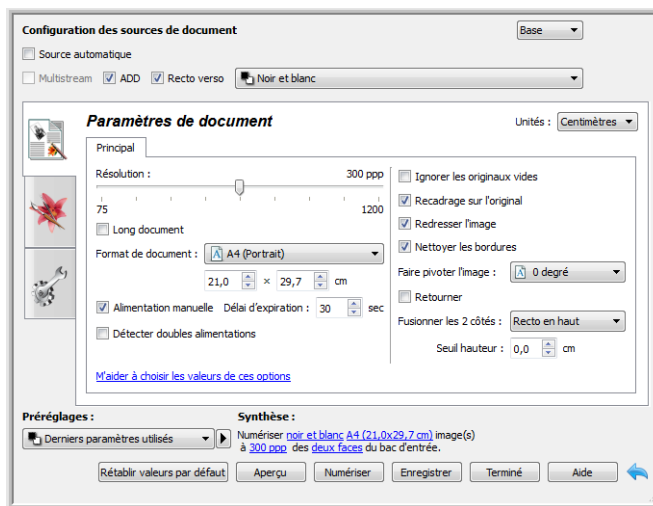 Configuration des sources de document Base
Source automatique
Multistream ADD Recto verso Noir et blanc
Paramètres de document Unités : Centimètres
Principal
Résolution : 300 ppp
75 1200
Long document
Format de document : A4 (Portrait)
21,0 × 29,7 cm
Alimentation manuelle Délai d'expiration : 30 sec
Détecter doubles alimentations
M'aider à choisir les valeurs de ces options
Ignorer les originaux vides
Recadrage sur l'original
Redresser l'image
Nettoyer les bordures
Faire pivoter l'image : 0 degré
Retourner
Fusionner les 2 côtés : Recto en haut
Seuil hauteur : 0,0 cm
Préréglages : Synthèse :
Derniers paramètres utilisés
Numériser noir et blanc A4 (21,0x29,7 cm) image(s)
à 300 ppp des deux faces du bac d'entrée.
Rétablir valeurs par défaut Aperçu Numériser Enregistrer Terminé Aide